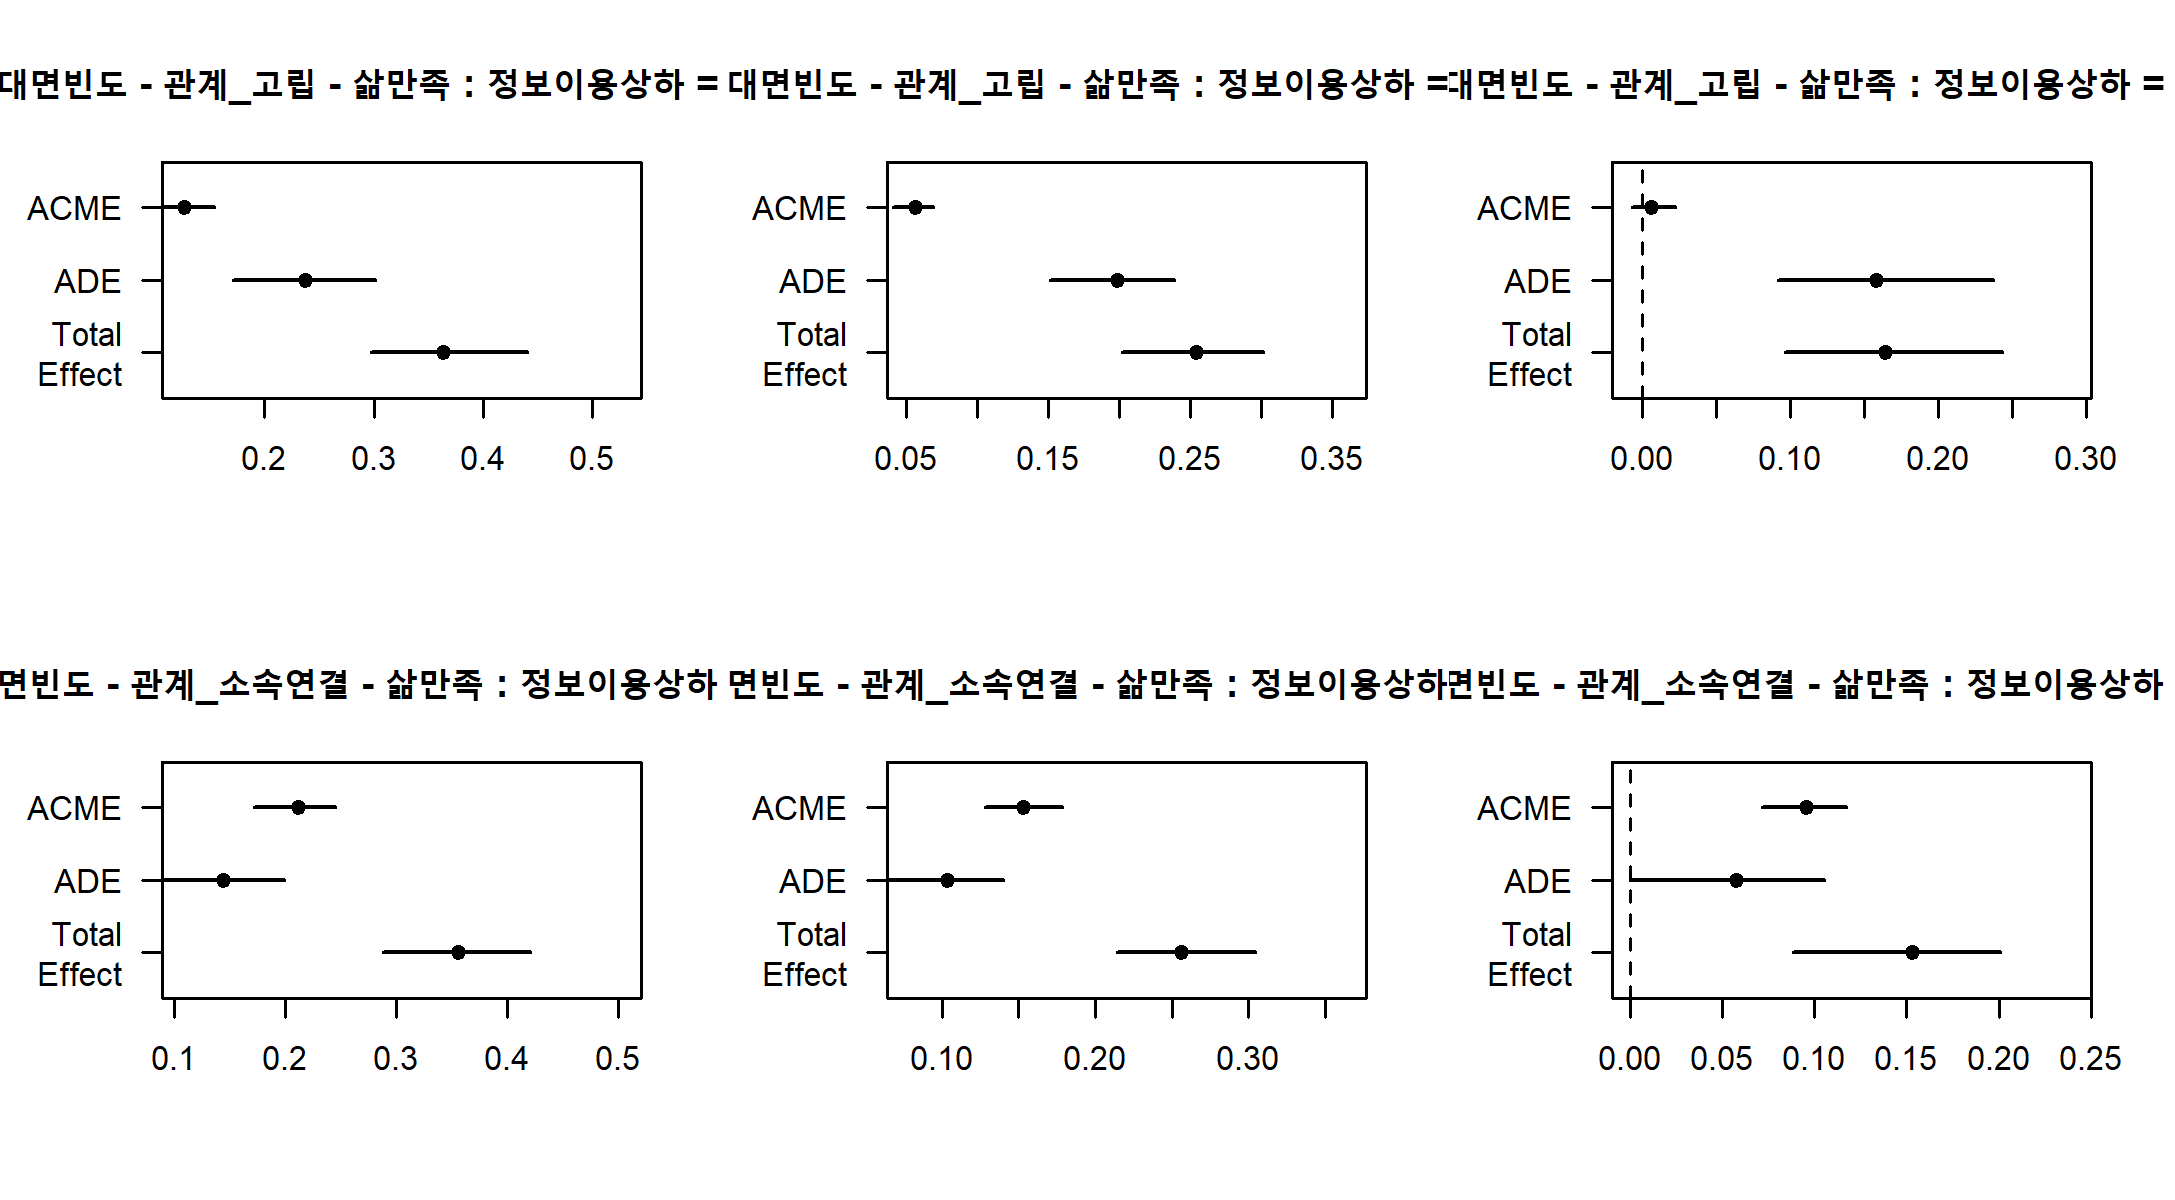 대면빈도 - 관계_고립 - 삶만족 : 정보이용상하 =
ACME
ADE
Total
Effect
0.2 0.3 0.4 0.5
대면빈도 - 관계_고립 - 삶만족 : 정보이용상하 =
ACME
ADE
Total
Effect
0.05 0.15 0.25 0.35
대면빈도 - 관계_고립 - 삶만족 : 정보이용상하 =
ACME
ADE
Total
Effect
0.00 0.10 0.20 0.30
면빈도 - 관계_소속연결 - 삶만족 : 정보이용상하
ACME
ADE
Total
Effect
0.1 0.2 0.3 0.4 0.5
면빈도 - 관계_소속연결 - 삶만족 : 정보이용상하
ACME
ADE
Total
Effect
0.10 0.20 0.30
면빈도 - 관계_소속연결 - 삶만족 : 정보이용상하
ACME
ADE
Total
Effect
0.00 0.05 0.10 0.15 0.20 0.25